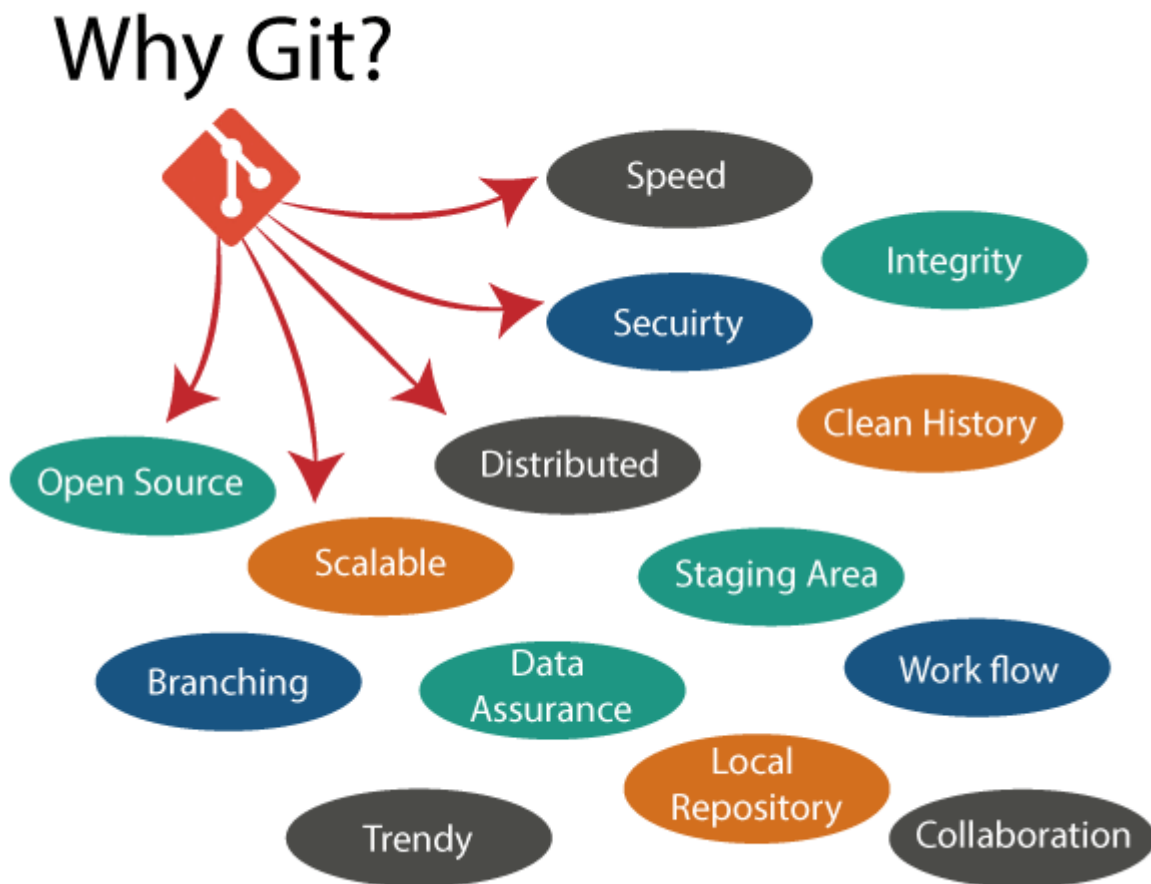 Why Git?
Speed
Integrity
Secuirty
Clean History
Distributed
Open Source
Scalable
Staging Area
Branching
Data
Assurance
Work flow
Local
Repository
Trendy
Collaboration